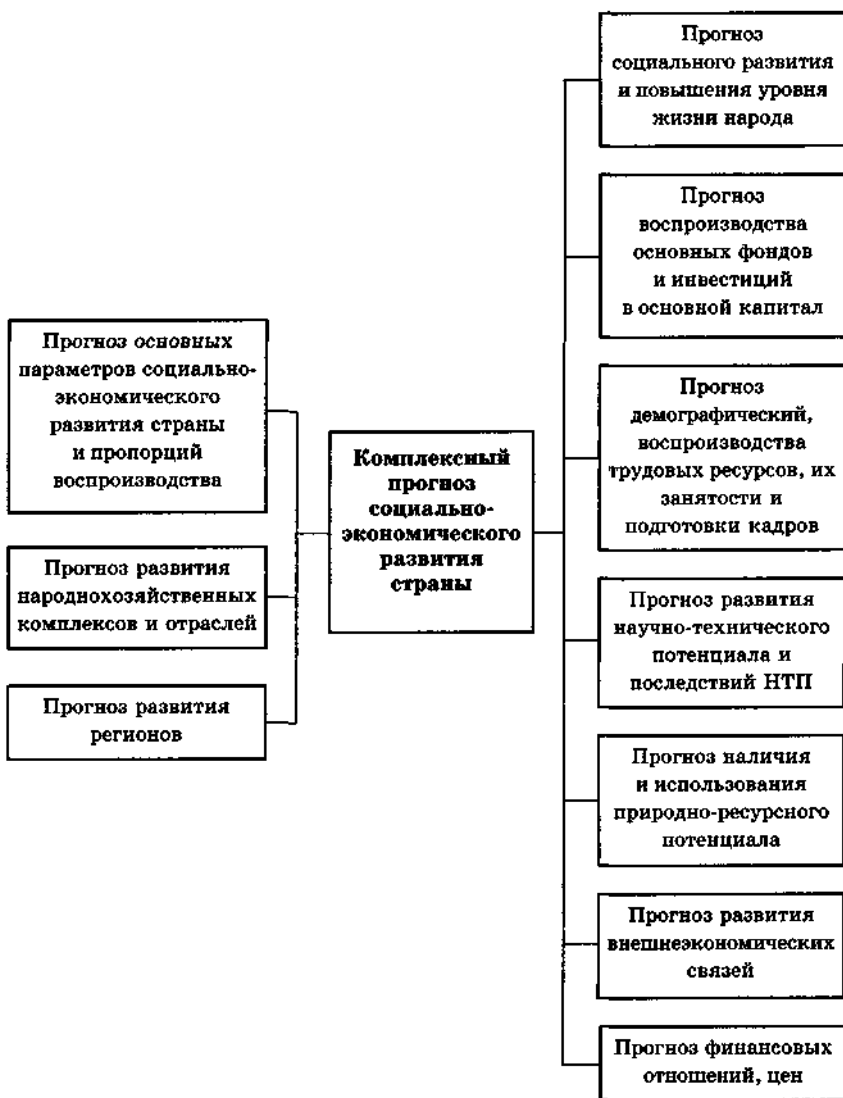 Прогноз
социального развития
и повышения уровня
жизни народа
Прогноз
воспроизводства
основных фондов
и инвестиций
в основной капитал
Прогноз основных
параметров социально-
экономического
развития страны
и пропорций
воспроизводства
Прогноз
демографический,
воспроизводства
трудовых ресурсов, их
занятости и
подготовки кадров
Комплексный
прогноз
социально-
экономического
развития
страны
Прогноз развития
народнохозяйственных
комплексов и отраслей
Прогноз развития
научно-технического
потенциала и
последствий НТП
Прогноз развития
регионов
Прогноз наличия
и использования
природно-ресурсного
потенциала
Прогноз развития
внешнеэкономических
связей
Прогноз финансовых
отношений, цен